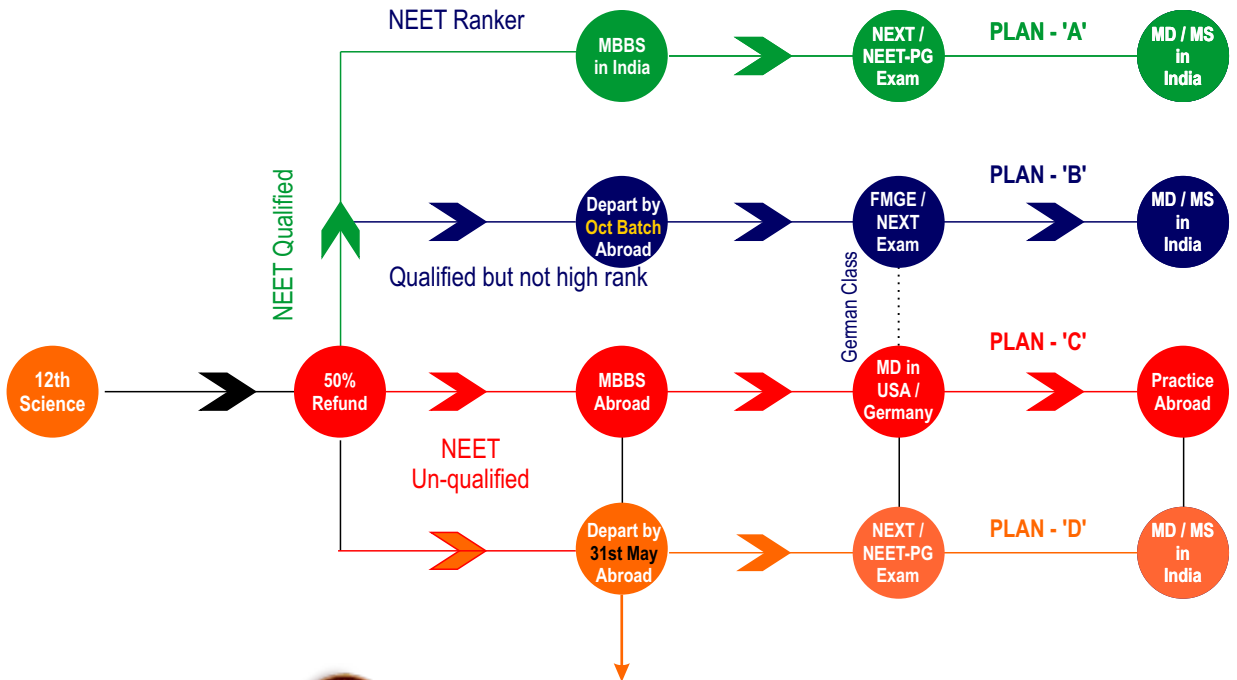 NEET Ranker
MBBS
in India
NEXT /
NEET-PG
Exam
PLAN - 'A'
MD / MS
in
India
NEET Qualified
Depart by
Oct Batch
Abroad
Qualified but not high rank
FMGE /
NEXT
Exam
PLAN - 'B'
MD / MS
in
India
German Class
12th
Science
50%
Refund
NEET
Un-qualified
MBBS
Abroad
MD in
USA /
Germany
PLAN - 'C'
Practice
Abroad
Depart by
31st May
Abroad
NEXT /
NEET-PG
Exam
PLAN - 'D'
MD / MS
in
India